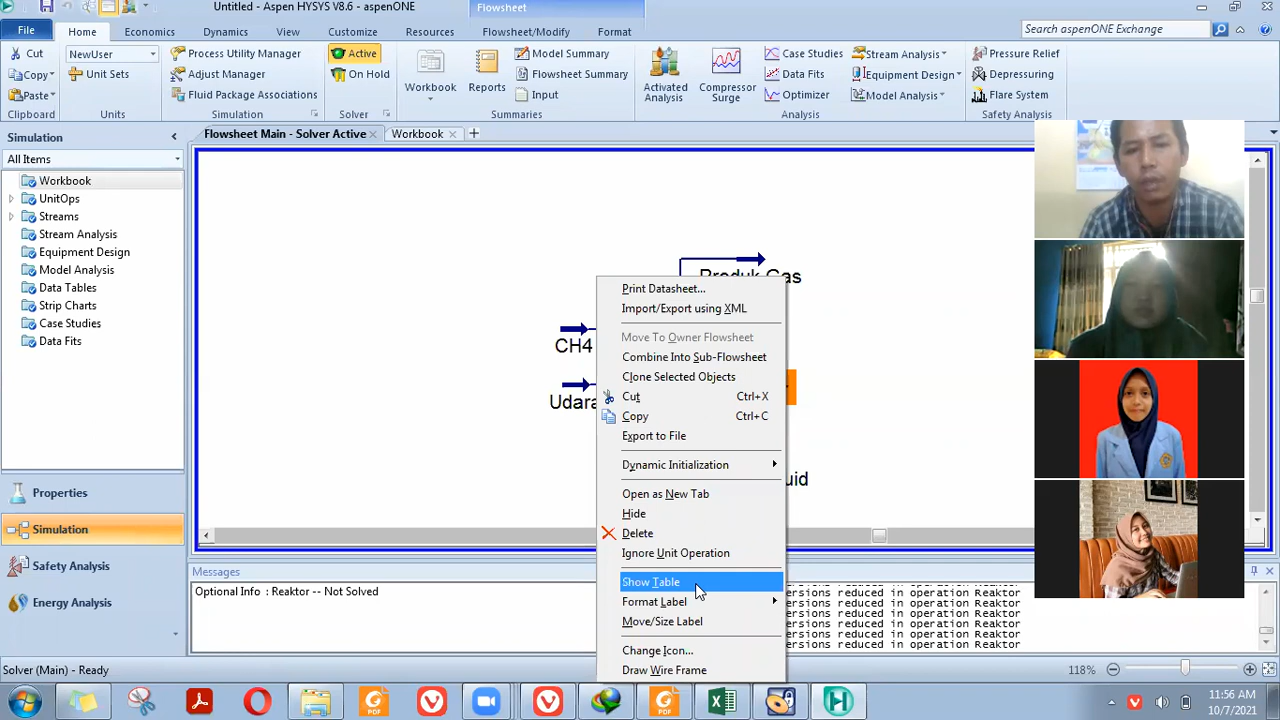 Untitled - Aspen HYSYS V8.6 - aspenONE
Flowsheet
File
Home
Economics
Dynamics
View
Customize
Resources
Flowsheet/Modify
Format
Search aspenONE Exchange
Cut
Copy
Paste
Clipboard
NewUser
Unit Sets
Units
Process Utility Manager
Adjust Manager
Fluid Package Associations
Simulation
Active
On Hold
Solver
Workbook
Reports
Model Summary
Flowsheet Summary
Input
Summaries
Activated
Analysis
Compressor
Surge
Case Studies
Data Fits
Optimizer
Stream Analysis
Equipment Design
Model Analysis
Analysis
Pressure Relief
Depressuring
Flare System
Safety Analysis
Simulation
All Items
Workbook
UnitOps
Streams
Stream Analysis
Equipment Design
Model Analysis
Data Tables
Strip Charts
Case Studies
Data Fits
Properties
Simulation
Safety Analysis
Energy Analysis
Flowsheet Main - Solver Active
Workbook
Produk Gas
CH4
Udara
uid
Print Datasheet...
Import/Export using XML
Move To Owner Flowsheet
Combine Into Sub-Flowsheet
Clone Selected Objects
Cut Ctrl+X
Copy Ctrl+C
Export to File
Dynamic Initialization
Open as New Tab
Hide
Delete
Ignore Unit Operation
Show Table
Format Label
Move/Size Label
Change Icon...
Draw Wire Frame
Messages
Optional Info : Reaktor -- Not Solved
ersions reduced in operation Reaktor
ersions reduced in operation Reaktor
ersions reduced in operation Reaktor
ersions reduced in operation Reaktor
ersions reduced in operation Reaktor
Solver (Main) - Ready
118%
11:56 AM
10/7/2021